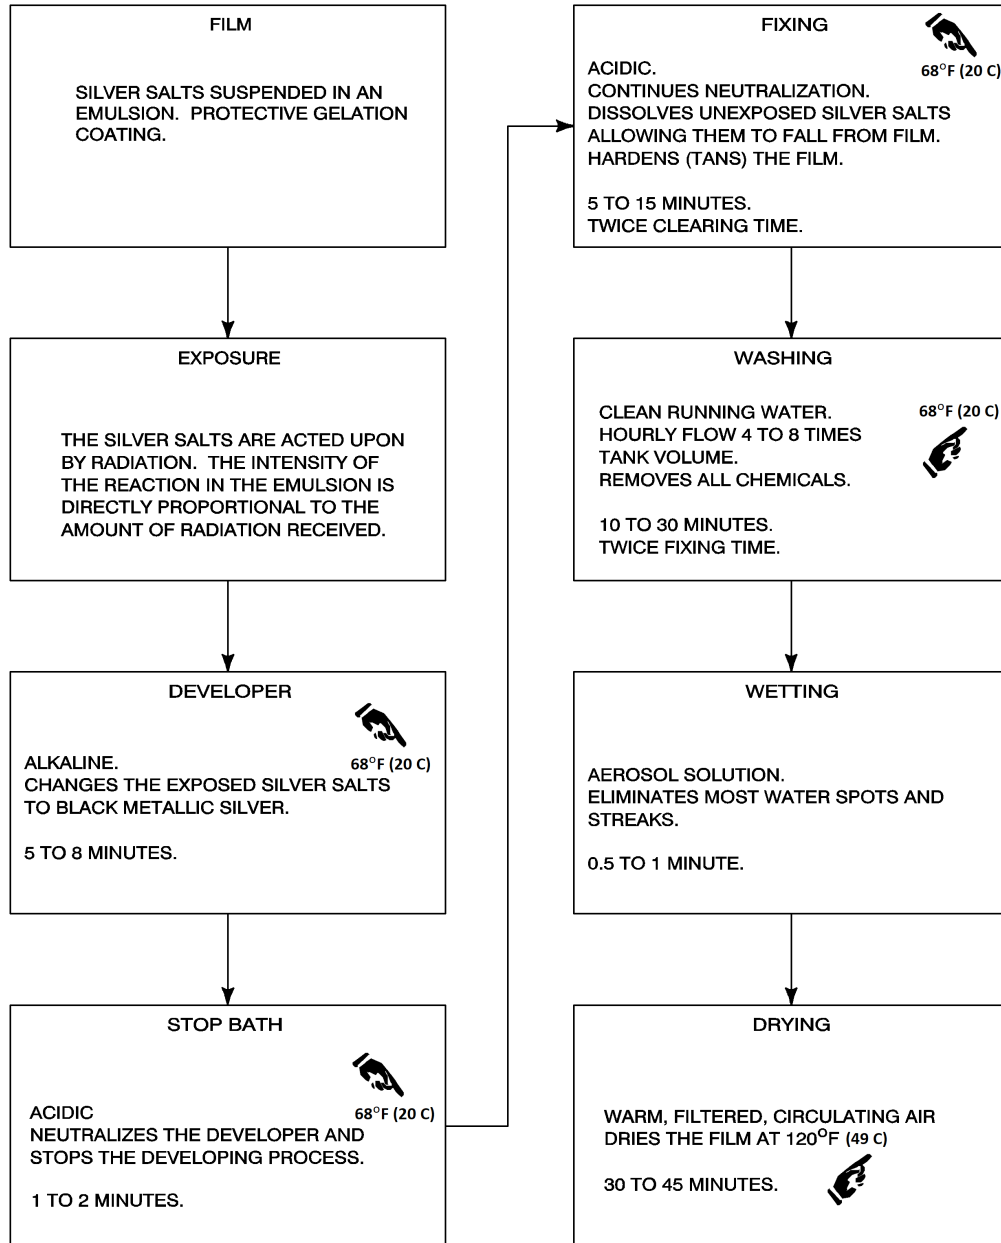 FILM
SILVER SALTS SUSPENDED IN AN
EMULSION.  PROTECTIVE GELATION
COATING.
EXPOSURE
THE SILVER SALTS ARE ACTED UPON
BY RADIATION.  THE INTENSITY OF
THE REACTION IN THE EMULSION IS
DIRECTLY PROPORTIONAL TO THE
AMOUNT OF RADIATION RECEIVED.
DEVELOPER
68°F (20 C)
ALKALINE.
CHANGES THE EXPOSED SILVER SALTS
TO BLACK METALLIC SILVER.
5 TO 8 MINUTES.
STOP BATH
68°F (20 C)
ACIDIC
NEUTRALIZES THE DEVELOPER AND
STOPS THE DEVELOPING PROCESS.
1 TO 2 MINUTES.
FIXING
68°F (20 C)
ACIDIC.
CONTINUES NEUTRALIZATION.
DISSOLVES UNEXPOSED SILVER SALTS
ALLOWING THEM TO FALL FROM FILM.
HARDENS (TANS) THE FILM.
5 TO 15 MINUTES.
TWICE CLEARING TIME.
WASHING
68°F (20 C)
CLEAN RUNNING WATER.
HOURLY FLOW 4 TO 8 TIMES
TANK VOLUME.
REMOVES ALL CHEMICALS.
10 TO 30 MINUTES.
TWICE FIXING TIME.
WETTING
AEROSOL SOLUTION.
ELIMINATES MOST WATER SPOTS AND
STREAKS.
0.5 TO 1 MINUTE.
DRYING
WARM, FILTERED, CIRCULATING AIR
DRIES THE FILM AT 120°F (49 C)
30 TO 45 MINUTES.